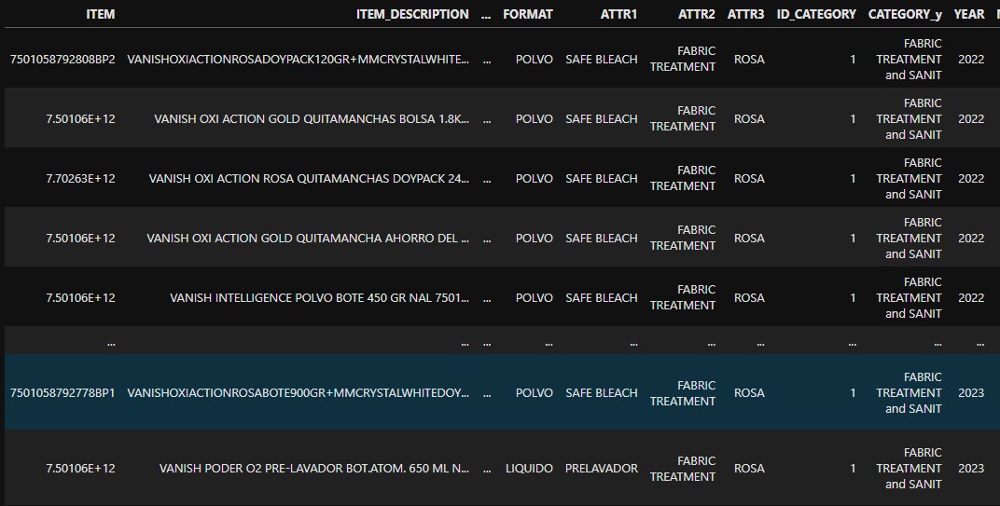 ITEM ITEM_DESCRIPTION ... FORMAT ATTR1 ATTR2 ATTR3 ID_CATEGORY CATEGORY_y YEAR
7501058792808BP2 VANISHOXIACTIONROSADOYPACK120GR+MMCRYSTALWHITE... ... POLVO SAFE BLEACH FABRIC TREATMENT ROSA 1 FABRIC TREATMENT and SANIT 2022
7.50106E+12 VANISH OXI ACTION GOLD QUITAMANCHAS BOLSA 1.8K... ... POLVO SAFE BLEACH FABRIC TREATMENT ROSA 1 FABRIC TREATMENT and SANIT 2022
7.70263E+12 VANISH OXI ACTION ROSA QUITAMANCHAS DOYPACK 24... ... POLVO SAFE BLEACH FABRIC TREATMENT ROSA 1 FABRIC TREATMENT and SANIT 2022
7.50106E+12 VANISH OXI ACTION GOLD QUITAMANCHA AHORRO DEL ... ... POLVO SAFE BLEACH FABRIC TREATMENT ROSA 1 FABRIC TREATMENT and SANIT 2022
7.50106E+12 VANISH INTELLIGENCE POLVO BOTE 450 GR NAL 7501... ... POLVO SAFE BLEACH FABRIC TREATMENT ROSA 1 FABRIC TREATMENT and SANIT 2022
... ... ... ... ... ... ... ... ... ...
7501058792778BP1 VANISHOXIACTIONROSABOTE900GR+MMCRYSTALWHITEDOY... ... POLVO SAFE BLEACH FABRIC TREATMENT ROSA 1 FABRIC TREATMENT and SANIT 2023
7.50106E+12 VANISH PODER O2 PRE-LAVADOR BOT.ATOM. 650 ML N... ... LIQUIDO PRELAVADOR FABRIC TREATMENT ROSA 1 FABRIC TREATMENT and SANIT 2023